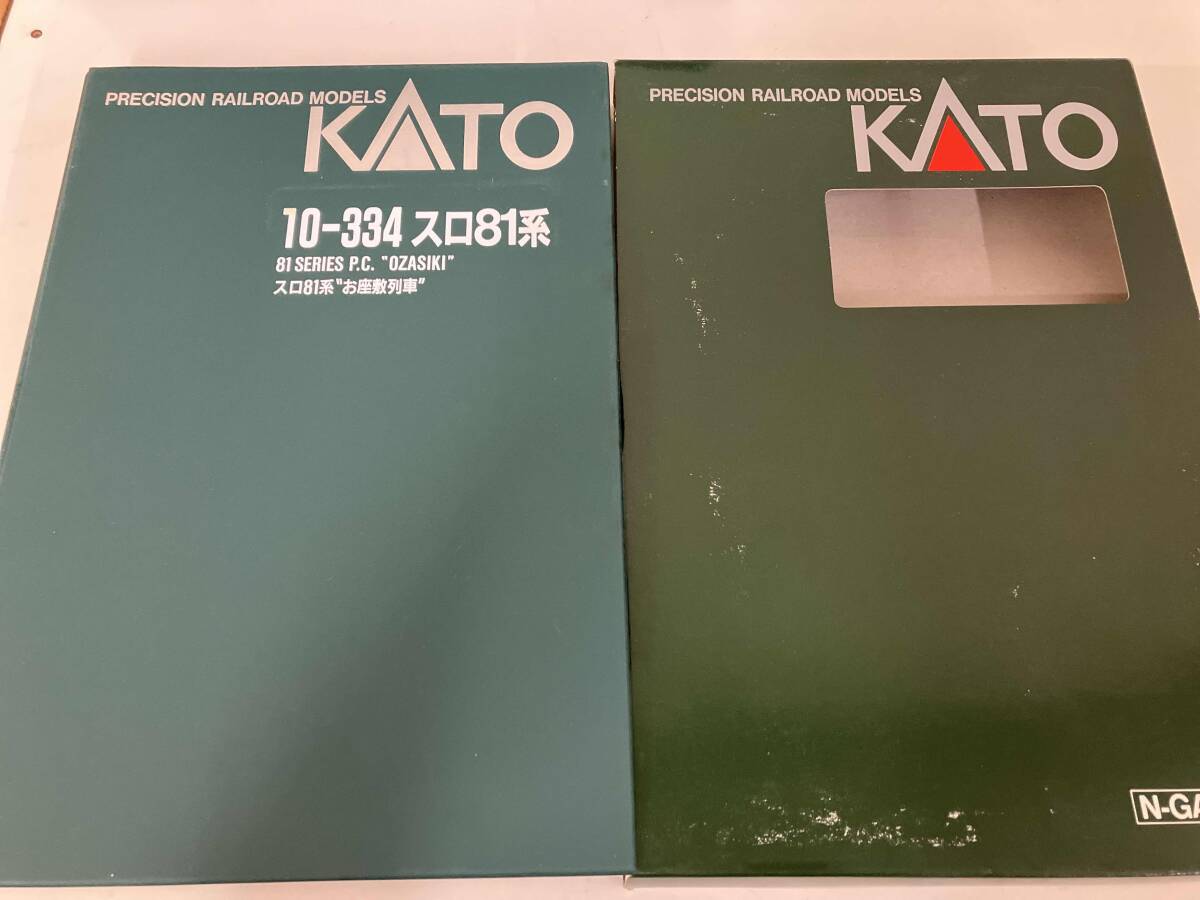 PRECISION RAILROAD MODELS
KATO
10-334 スロ81系
81 SERIES P.C. "OZASIKI"
スロ81系"お座敷列車"
PRECISION RAILROAD MODELS
KATO
N-GA